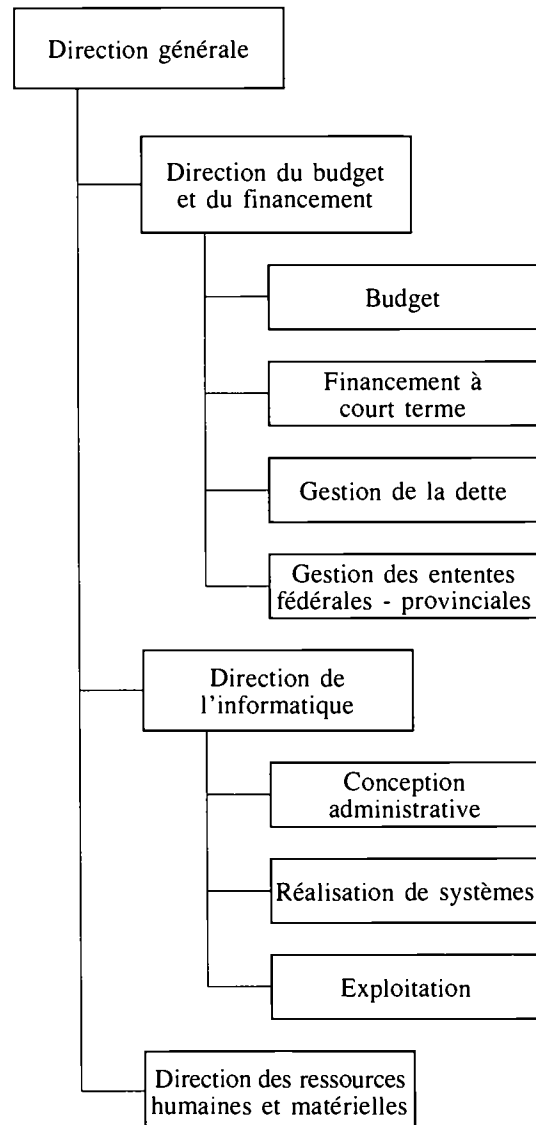 Direction générale
Direction du budget
et du financement
Budget
Financement à
court terme
Gestion de la dette
Gestion des ententes
fédérales - provinciales
Direction de
l'informatique
Conception
administrative
Réalisation de systèmes
Exploitation
Direction des ressources
humaines et matérielles